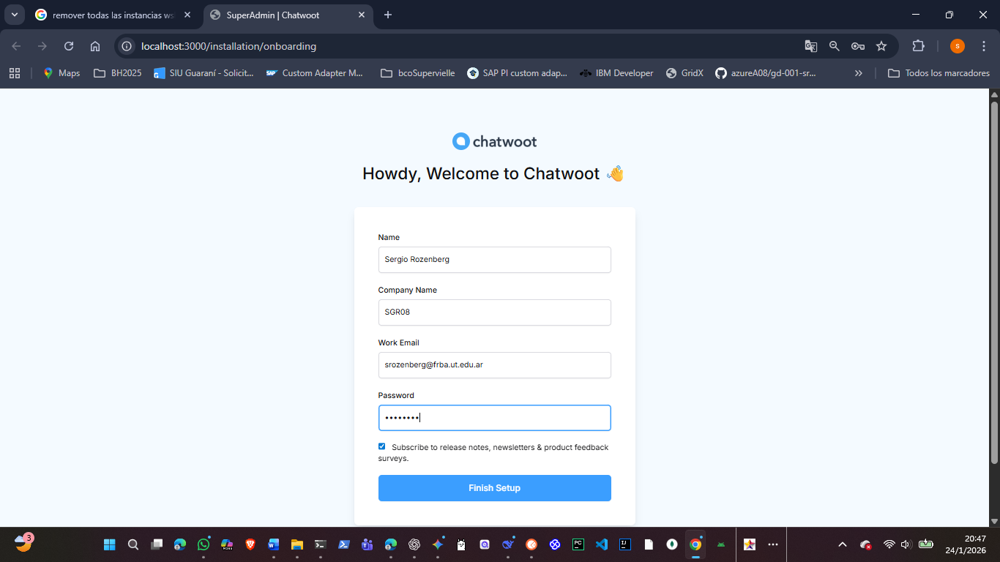 remover todas las instancias ws
SuperAdmin | Chatwoot
localhost:3000/installation/onboarding
S
Maps
BH2025
SIU Guaraní - Solicit...
SAP
Custom Adapter M...
bcoSupervielle
SAP PI custom adap...
IBM Developer
GridX
azureA08/gd-001-sr...
Todos los marcadores
chatwoot
Howdy, Welcome to Chatwoot 👋
Name
Sergio Rozenberg
Company Name
SGR08
Work Email
srozenberg@frba.ut.edu.ar
Password
••••••••
Subscribe to release notes, newsletters & product feedback
surveys.
Finish Setup
3
20:47
24/1/2026